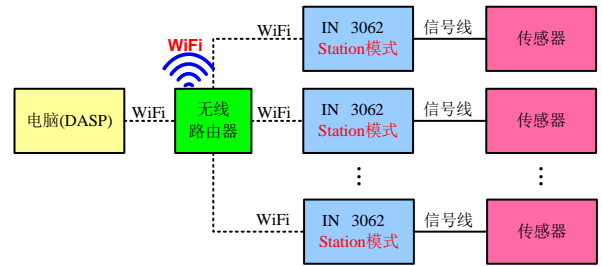 WiFi
IN 3062
Station模式
信号线
传感器
WiFi
电脑(DASP)
WiFi
无线
路由器
WiFi
IN 3062
Station模式
信号线
传感器
WiFi
IN 3062
Station模式
信号线
传感器